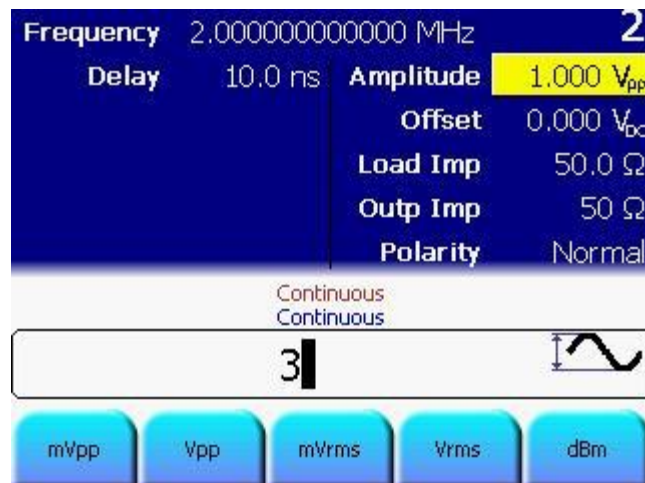 Frequency 2.000000000000 MHz 2
Delay 10.0 ns Amplitude 1.000 Vpp
Offset 0.000 VDC
Load Imp 50.0 Ω
Outp Imp 50 Ω
Polarity Normal
Continuous
Continuous
3
mVpp Vpp mVrms Vrms dBm